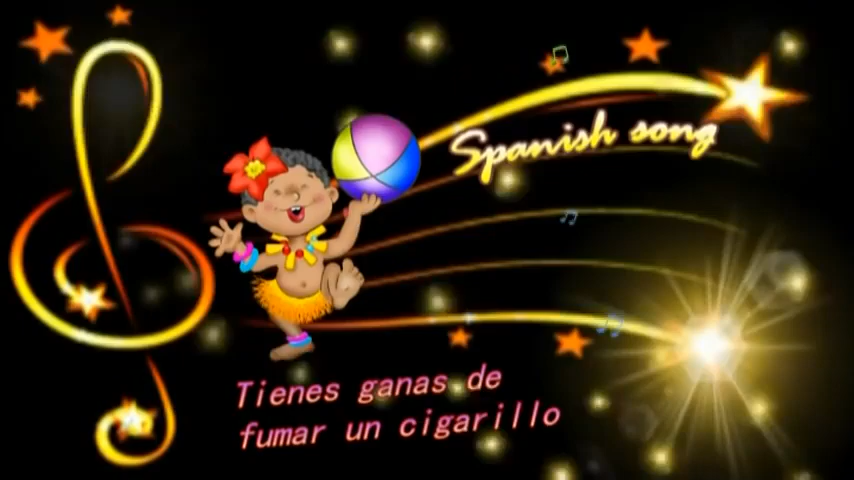 Spanish song
Tienes ganas de
fumar un cigarillo